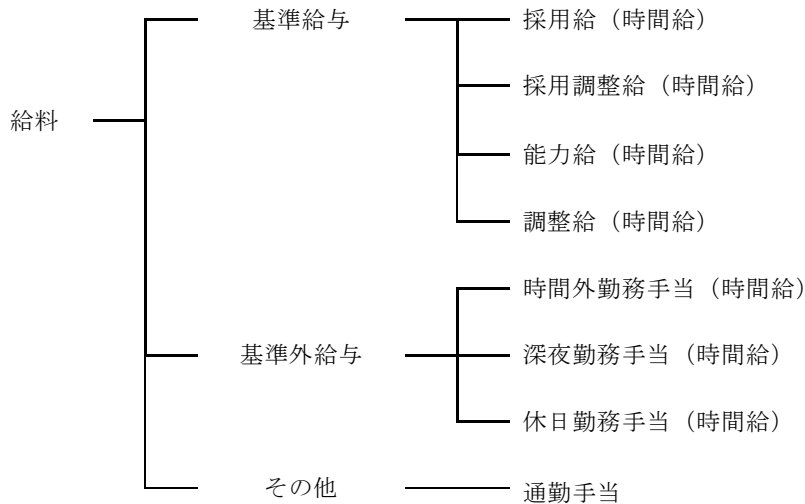 基準給与
採用給（時間給）
採用調整給（時間給）
給料
能力給（時間給）
調整給（時間給）
時間外勤務手当（時間給）
基準外給与
深夜勤務手当（時間給）
休日勤務手当（時間給）
その他
通勤手当